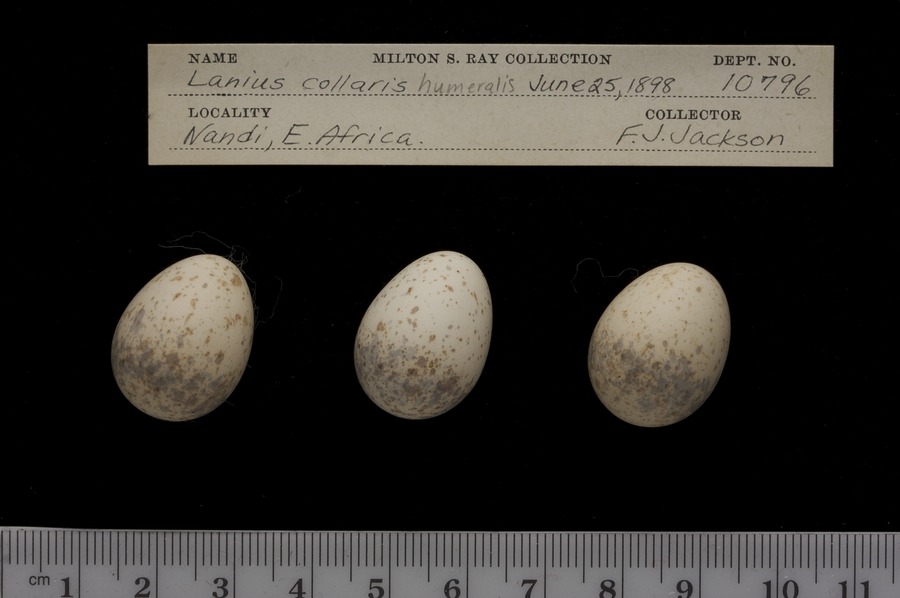 NAME MILTON S. RAY COLLECTION DEPT. NO.
Lanius collaris humeralis June 25, 1898 10796
LOCALITY COLLECTOR
Nandi, E. Africa. F. J. Jackson
cm 1 2 3 4 5 6 7 8 9 10 11